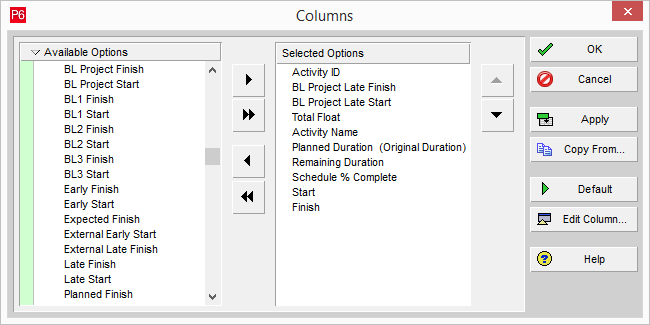 P6
Columns
Available Options
BL Project Finish
BL Project Start
BL1 Finish
BL1 Start
BL2 Finish
BL2 Start
BL3 Finish
BL3 Start
Early Finish
Early Start
Expected Finish
External Early Start
External Late Finish
Late Finish
Late Start
Planned Finish
Selected Options
Activity ID
BL Project Late Finish
BL Project Late Start
Total Float
Activity Name
Planned Duration  (Original Duration)
Remaining Duration
Schedule % Complete
Start
Finish
OK
Cancel
Apply
Copy From...
Default
Edit Column...
Help